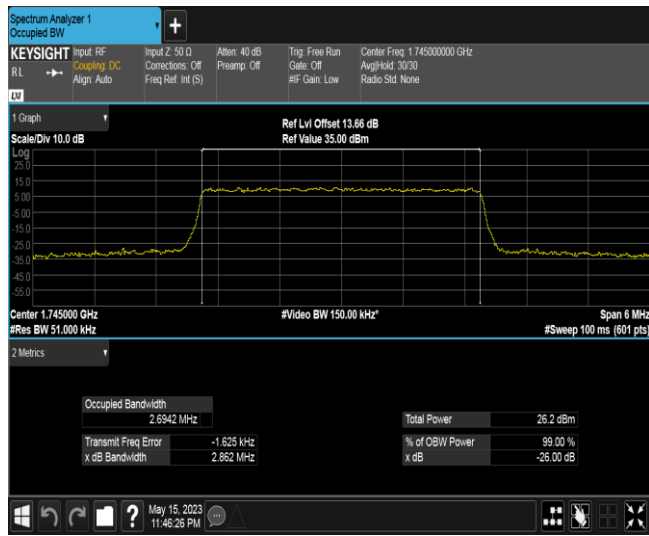 Spectrum Analyzer 1
Occupied BW
+
KEYSIGHT
RL
LXI
Input: RF
Coupling: DC
Align: Auto
Input Z: 50 Ω
Corrections: Off
Freq Ref: Int (S)
Atten: 40 dB
Preamp: Off
Trig: Free Run
Gate: Off
#IF Gain: Low
Center Freq: 1.745000000 GHz
Avg|Hold: 30/30
Radio Std: None
1 Graph
Scale/Div 10.0 dB
Ref Lvl Offset 13.66 dB
Ref Value 35.00 dBm
Log
25.0
15.0
5.00
-5.00
-15.0
-25.0
-35.0
-45.0
-55.0
Center 1.745000 GHz
#Video BW 150.00 kHz*
Span 6 MHz
#Res BW 51.000 kHz
#Sweep 100 ms (601 pts)
2 Metrics
Occupied Bandwidth
2.6942 MHz
Total Power 26.2 dBm
Transmit Freq Error -1.625 kHz
% of OBW Power 99.00 %
x dB Bandwidth 2.862 MHz
x dB -26.00 dB
?
May 15, 2023
11:46:26 PM